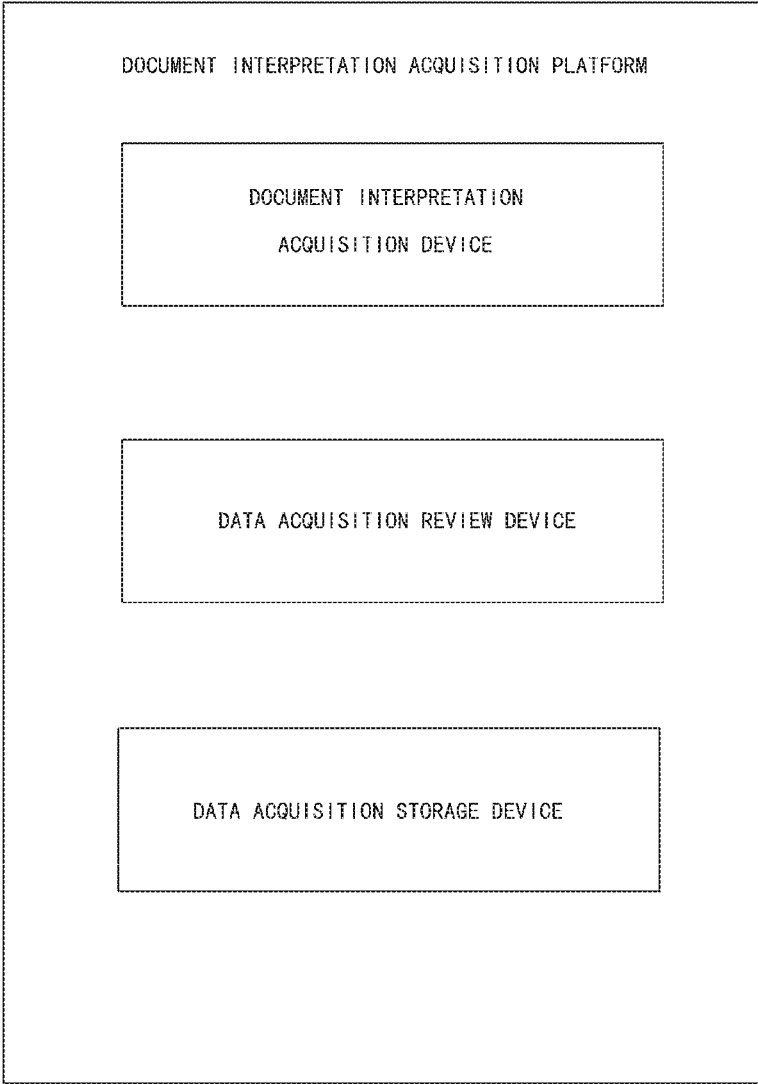 DOCUMENT INTERPRETATION ACQUISITION PLATFORM
DOCUMENT INTERPRETATION
ACQUISITION DEVICE
DATA ACQUISITION REVIEW DEVICE
DATA ACQUISITION STORAGE DEVICE